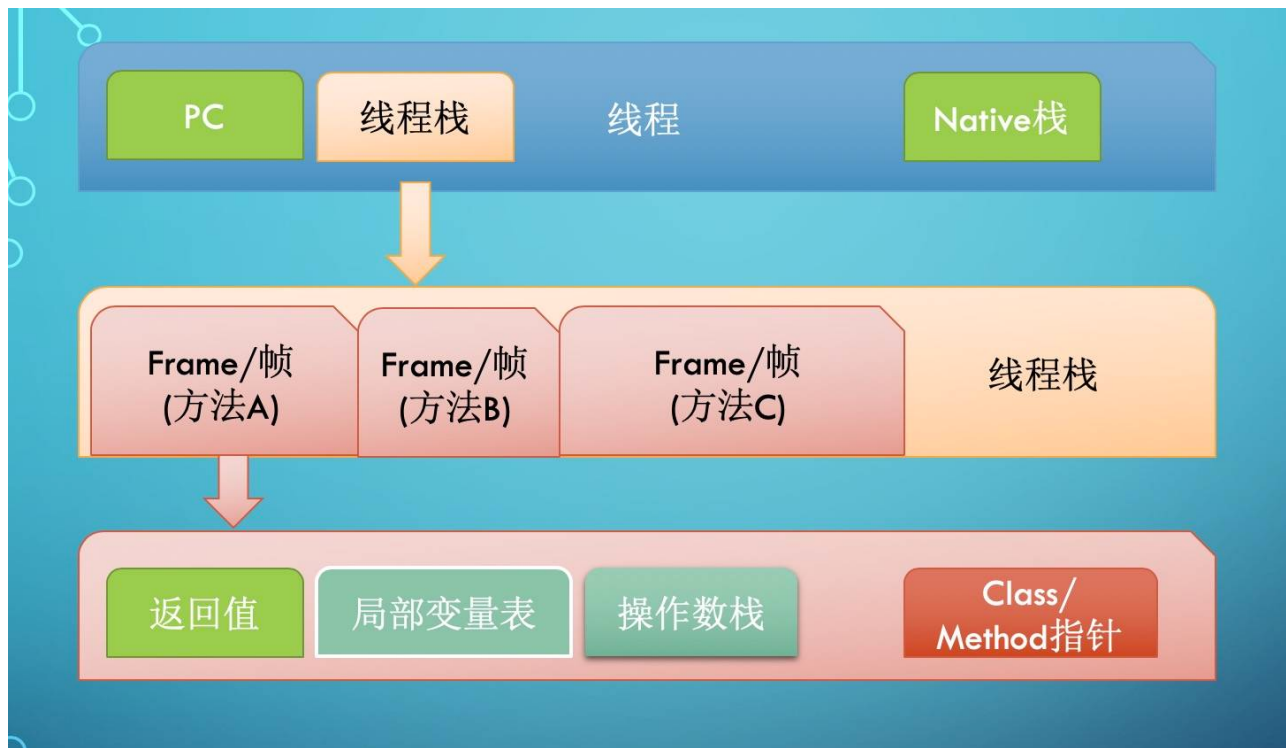 PC
线程栈
线程
Native栈
Frame/帧
(方法A)
Frame/帧
(方法B)
Frame/帧
(方法C)
线程栈
返回值
局部变量表
操作数栈
Class/
Method指针